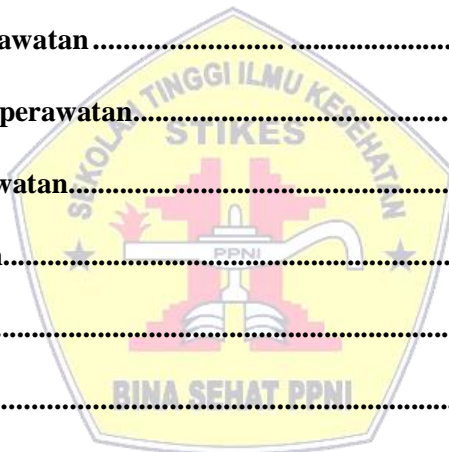 awatan......................... .....................
perawatan.........................................
watan..............................................
..........................................................
..........................................................
..........................................................
SEKOLAH TINGGI ILMU KESEHATAN
STIKES
PPNI
BINA SEHAT PPNI